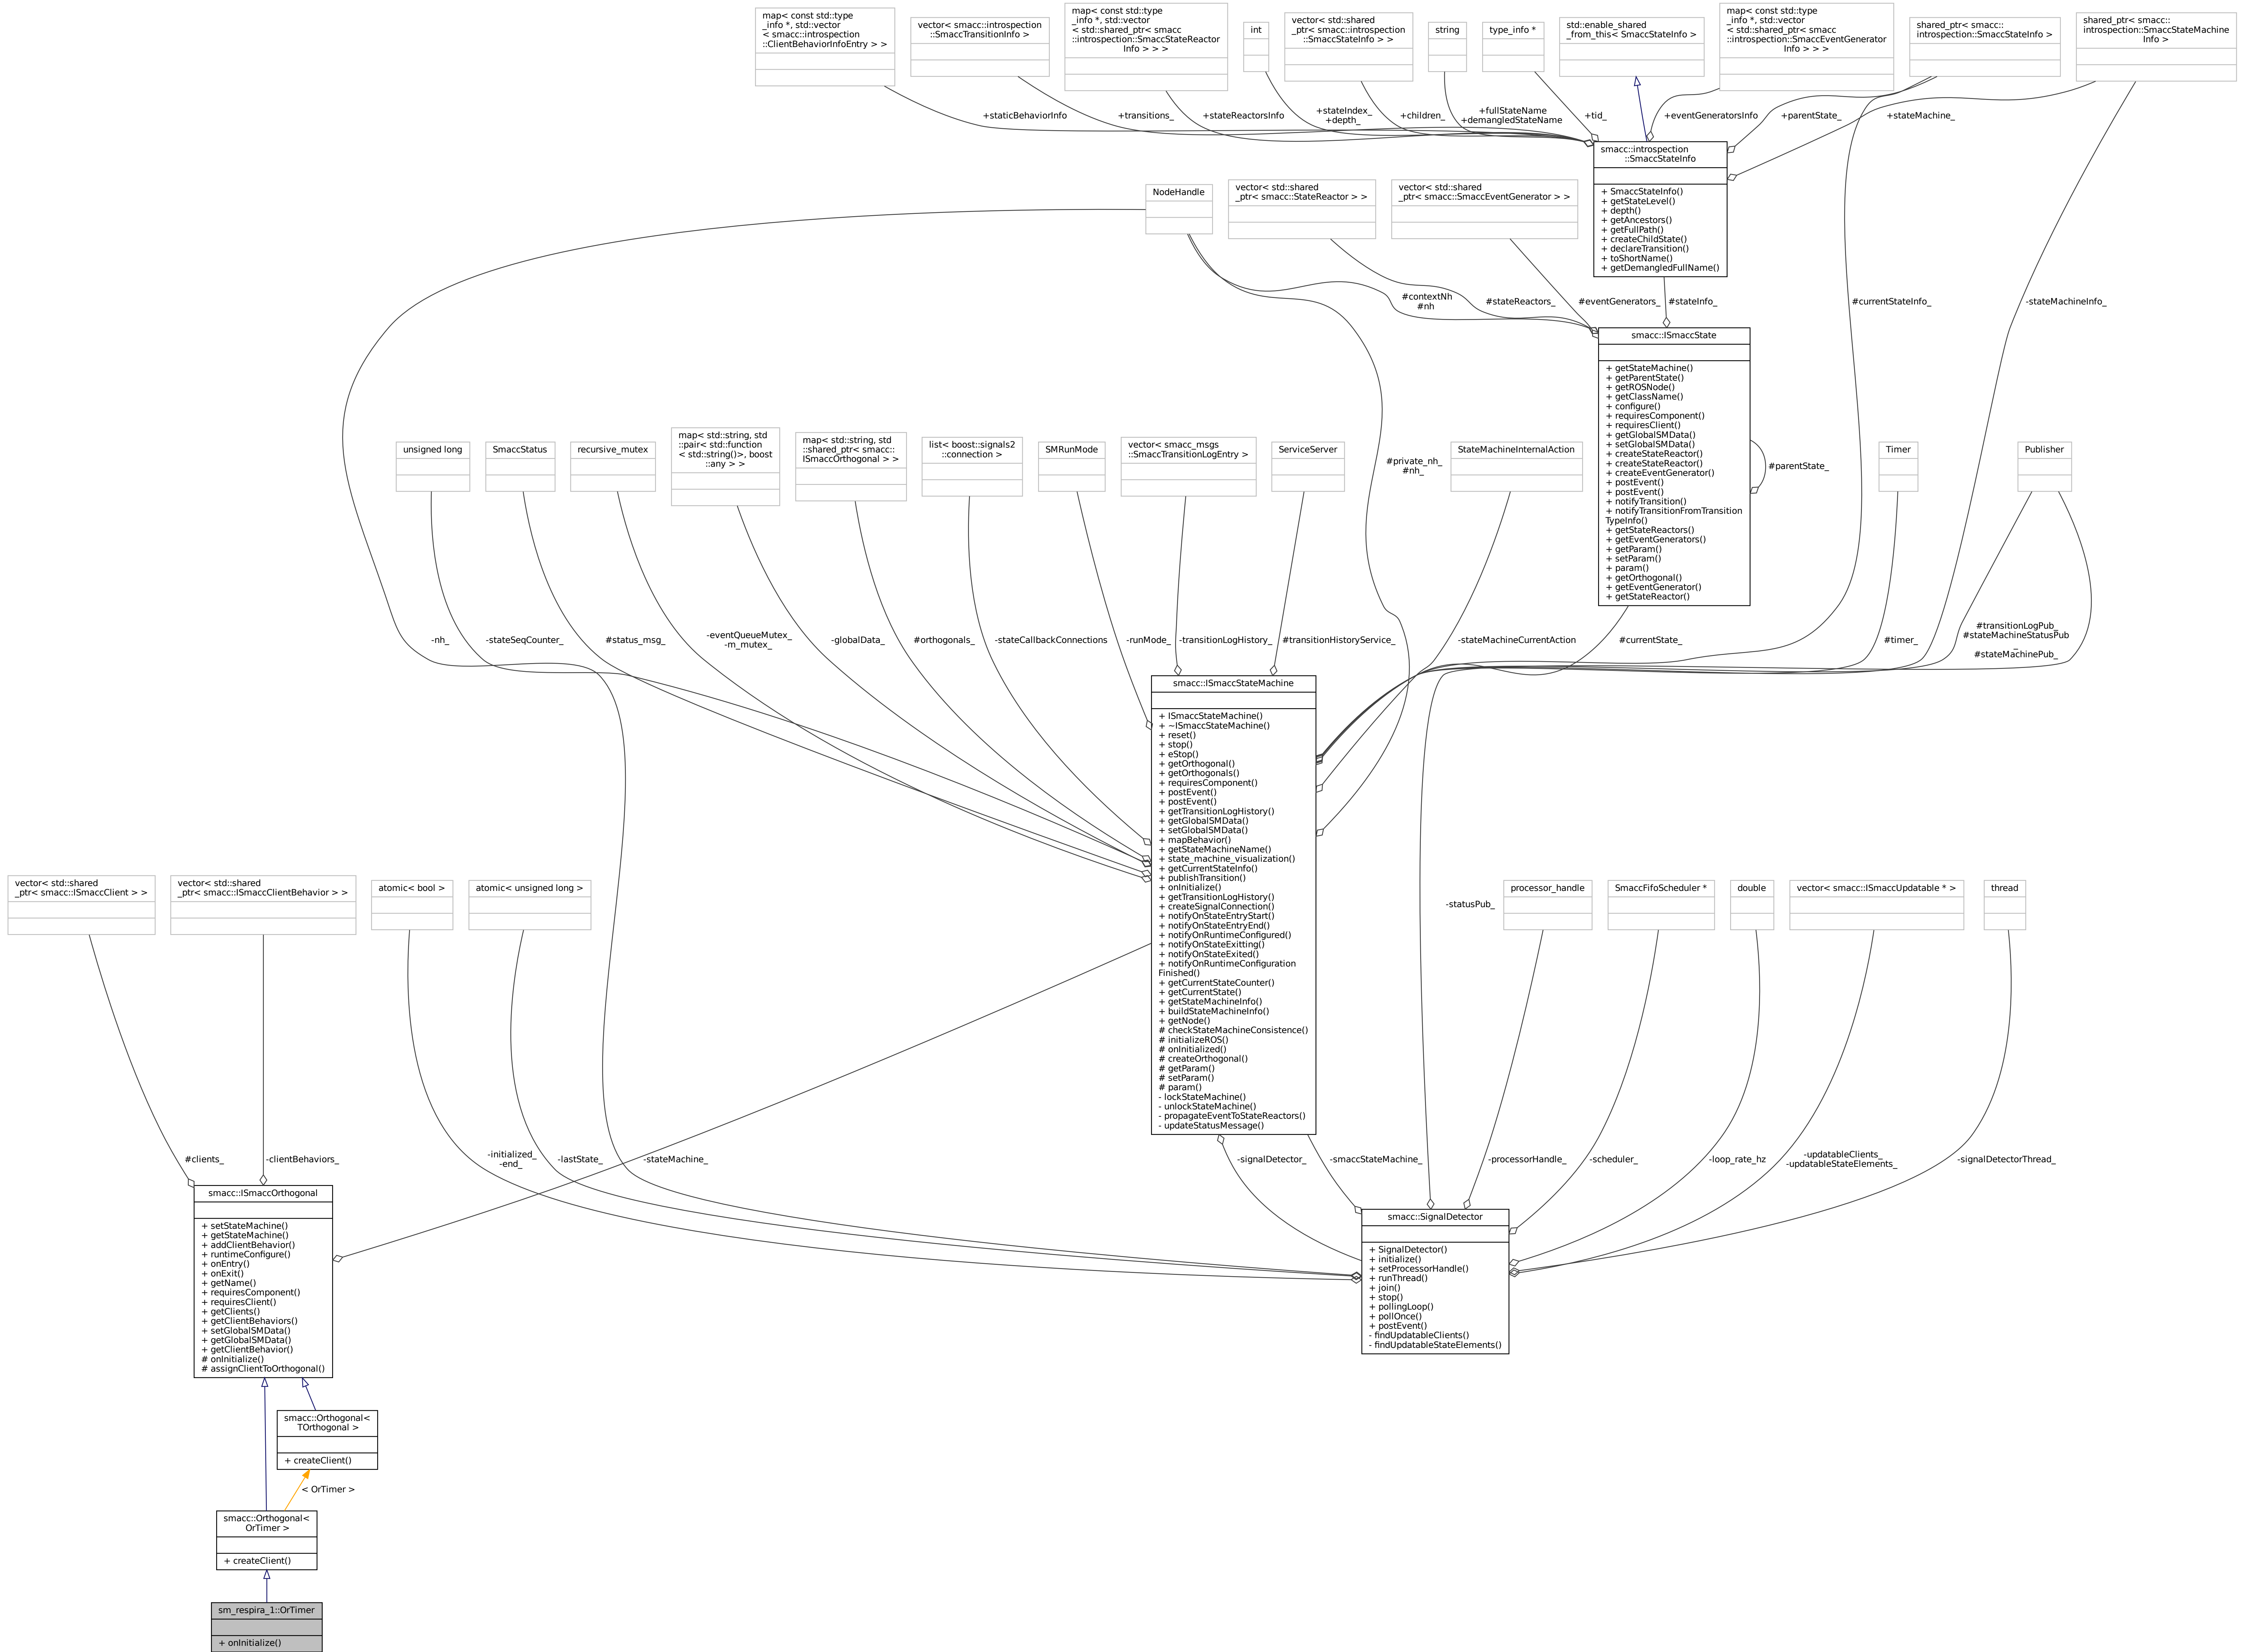 map< const std::type
_info *, std::vector
< smacc::introspection
::ClientBehaviorInfoEntry > >
vector< smacc::introspection
::SmaccTransitionInfo >
map< const std::type
_info *, std::vector
< std::shared_ptr< smacc
::introspection::SmaccStateReactor
Info > > >
int
vector< std::shared
_ptr< smacc::introspection
::SmaccStateInfo > >
string
type_info *
std::enable_shared
_from_this< SmaccStateInfo >
map< const std::type
_info *, std::vector
< std::shared_ptr< smacc
::introspection::SmaccEventGenerator
Info > > >
shared_ptr< smacc::
introspection::SmaccStateInfo >
shared_ptr< smacc::
introspection::SmaccStateMachine
Info >
+staticBehaviorInfo
+transitions_
+stateReactorsInfo
+stateIndex_
+depth_
+children_
+fullStateName
+demangledStateName
+tid_
+eventGeneratorsInfo
+parentState_
+stateMachine_
smacc::introspection
::SmaccStateInfo
+ SmaccStateInfo()
+ getStateLevel()
+ depth()
+ getAncestors()
+ getFullPath()
+ createChildState()
+ declareTransition()
+ toShortName()
+ getDemangledFullName()
NodeHandle
vector< std::shared
_ptr< smacc::StateReactor > >
vector< std::shared
_ptr< smacc::SmaccEventGenerator > >
#contextNh
#nh
#stateReactors_
#eventGenerators_
#stateInfo_
#currentStateInfo_
-stateMachineInfo_
smacc::ISmaccState
+ getStateMachine()
+ getParentState()
+ getROSNode()
+ getClassName()
+ configure()
+ requiresComponent()
+ requiresClient()
+ getGlobalSMData()
+ setGlobalSMData()
+ createStateReactor()
+ createStateReactor()
+ createEventGenerator()
+ postEvent()
+ postEvent()
+ notifyTransition()
+ notifyTransitionFromTransition
TypeInfo()
+ getStateReactors()
+ getEventGenerators()
+ getParam()
+ setParam()
+ param()
+ getOrthogonal()
+ getEventGenerator()
+ getStateReactor()
#parentState_
unsigned long
SmaccStatus
recursive_mutex
map< std::string, std
::pair< std::function
< std::string()>, boost
::any > >
map< std::string, std
::shared_ptr< smacc::
ISmaccOrthogonal > >
list< boost::signals2
::connection >
SMRunMode
vector< smacc_msgs
::SmaccTransitionLogEntry >
ServiceServer
#private_nh_
#nh_
StateMachineInternalAction
Timer
Publisher
-nh_
-stateSeqCounter_
#status_msg_
-eventQueueMutex_
-m_mutex_
-globalData_
#orthogonals_
-stateCallbackConnections
-runMode_
-transitionLogHistory_
#transitionHistoryService_
-stateMachineCurrentAction
#currentState_
#timer_
#transitionLogPub_
#stateMachineStatusPub
_
#stateMachinePub_
smacc::ISmaccStateMachine
+ ISmaccStateMachine()
+ ~ISmaccStateMachine()
+ reset()
+ stop()
+ eStop()
+ getOrthogonal()
+ getOrthogonals()
+ requiresComponent()
+ postEvent()
+ postEvent()
+ getTransitionLogHistory()
+ getGlobalSMData()
+ setGlobalSMData()
+ mapBehavior()
+ getStateMachineName()
+ state_machine_visualization()
+ getCurrentStateInfo()
+ publishTransition()
+ onInitialize()
+ getTransitionLogHistory()
+ createSignalConnection()
+ notifyOnStateEntryStart()
+ notifyOnStateEntryEnd()
+ notifyOnRuntimeConfigured()
+ notifyOnStateExitting()
+ notifyOnStateExited()
+ notifyOnRuntimeConfiguration
Finished()
+ getCurrentStateCounter()
+ getCurrentState()
+ getStateMachineInfo()
+ buildStateMachineInfo()
+ getNode()
# checkStateMachineConsistence()
# initializeROS()
# onInitialized()
# createOrthogonal()
# getParam()
# setParam()
# param()
- lockStateMachine()
- unlockStateMachine()
- propagateEventToStateReactors()
- updateStatusMessage()
vector< std::shared
_ptr< smacc::ISmaccClient > >
vector< std::shared
_ptr< smacc::ISmaccClientBehavior > >
atomic< bool >
atomic< unsigned long >
-statusPub_
processor_handle
SmaccFifoScheduler *
double
vector< smacc::ISmaccUpdatable * >
thread
#clients_
-clientBehaviors_
-initialized_
-end_
-lastState_
-stateMachine_
-signalDetector_
-smaccStateMachine_
-processorHandle_
-scheduler_
-loop_rate_hz
-updatableClients_
-updatableStateElements_
-signalDetectorThread_
smacc::ISmaccOrthogonal
+ setStateMachine()
+ getStateMachine()
+ addClientBehavior()
+ runtimeConfigure()
+ onEntry()
+ onExit()
+ getName()
+ requiresComponent()
+ requiresClient()
+ getClients()
+ getClientBehaviors()
+ setGlobalSMData()
+ getGlobalSMData()
+ getClientBehavior()
# onInitialize()
# assignClientToOrthogonal()
smacc::SignalDetector
+ SignalDetector()
+ initialize()
+ setProcessorHandle()
+ runThread()
+ join()
+ stop()
+ pollingLoop()
+ pollOnce()
+ postEvent()
- findUpdatableClients()
- findUpdatableStateElements()
smacc::Orthogonal<
TOrthogonal >
+ createClient()
< OrTimer >
smacc::Orthogonal<
OrTimer >
+ createClient()
sm_respira_1::OrTimer
+ onInitialize()